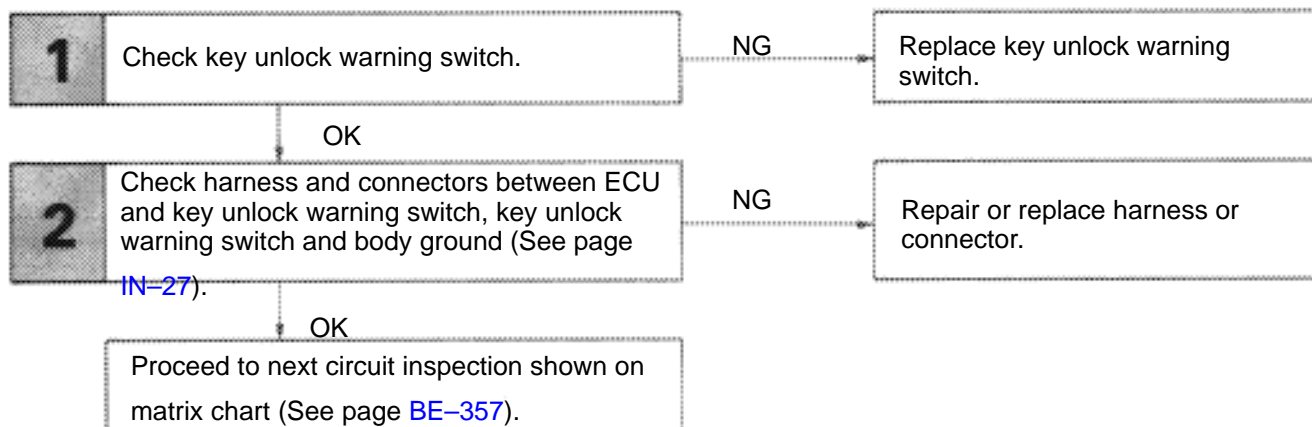 1
Check key unlock warning switch.
NG
Replace key unlock warning
switch.
OK
2
Check harness and connectors between ECU
and key unlock warning switch, key unlock
warning switch and body ground (See page
IN–27).
NG
Repair or replace harness or
connector.
OK
Proceed to next circuit inspection shown on
matrix chart (See page BE–357).